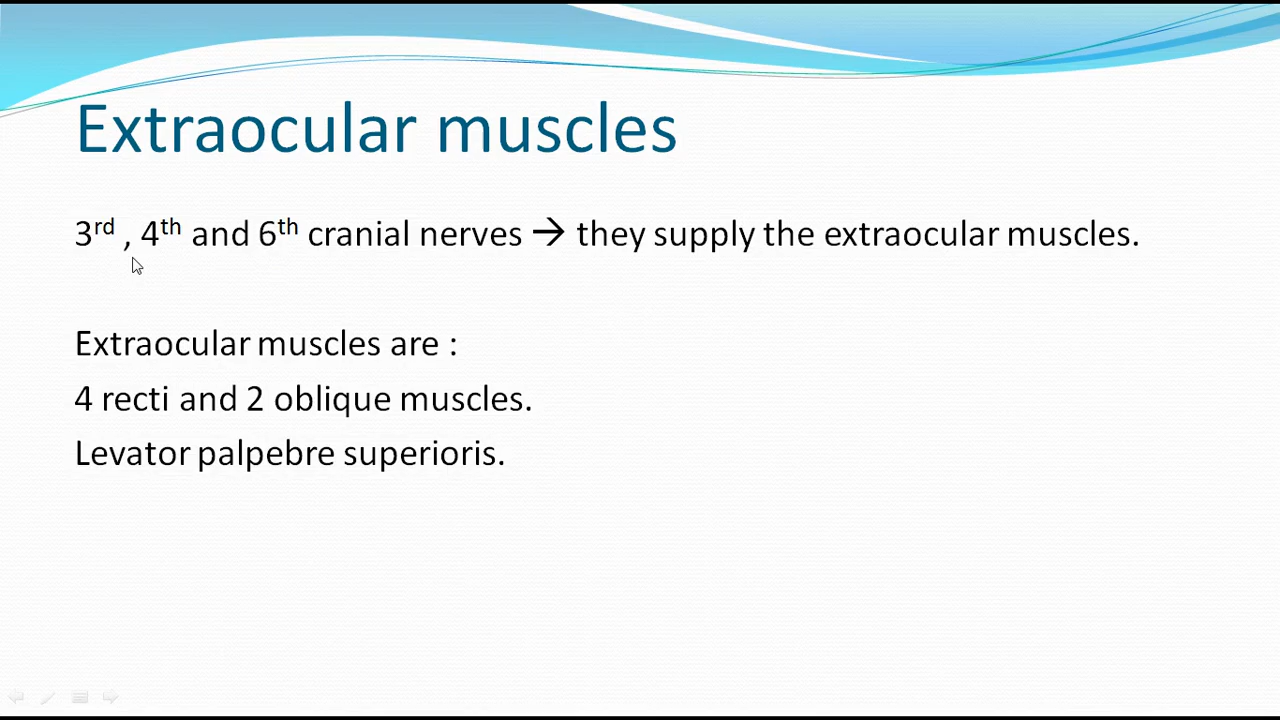 Extraocular muscles
3rd , 4th and 6th cranial nerves → they supply the extraocular muscles.
Extraocular muscles are :
4 recti and 2 oblique muscles.
Levator palpebre superioris.